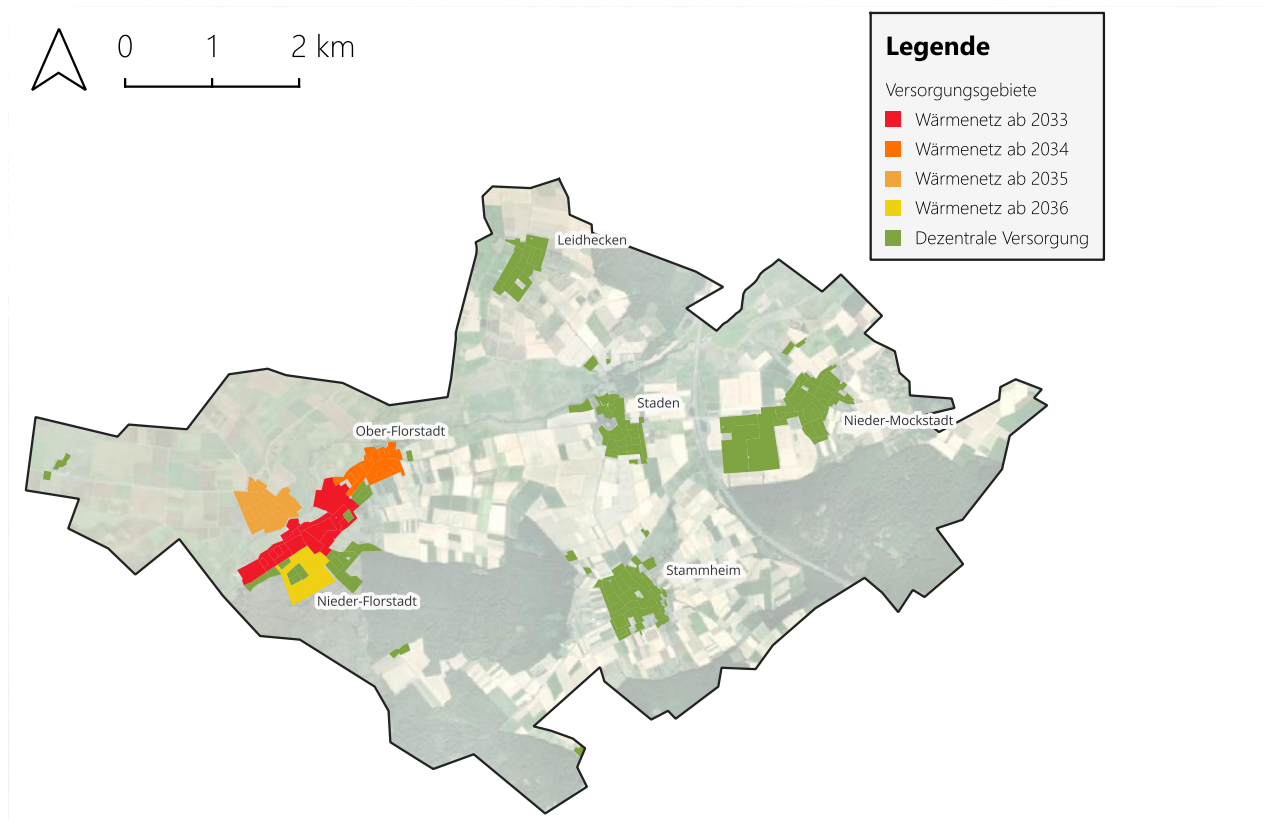 0 1 2 km
Legende
Versorgungsgebiete
Wärmenetz ab 2033
Wärmenetz ab 2034
Wärmenetz ab 2035
Wärmenetz ab 2036
Dezentrale Versorgung
Leidhecken
Staden
Nieder-Mockstadt
Ober-Florstadt
Stammheim
Nieder-Florstadt